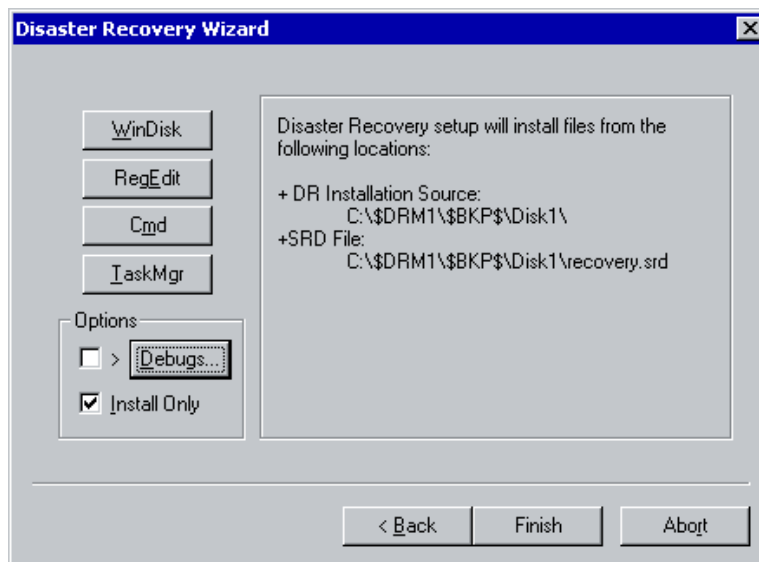 Disaster Recovery Wizard
WinDisk
RegEdit
Cmd
TaskMgr
Options
> Debugs...
Install Only
Disaster Recovery setup will install files from the
following locations:
+ DR Installation Source:
C:\$DRM1\$BKP$\Disk1\
+SRD File:
C:\$DRM1\$BKP$\Disk1\recovery.srd
< Back
Finish
Abort